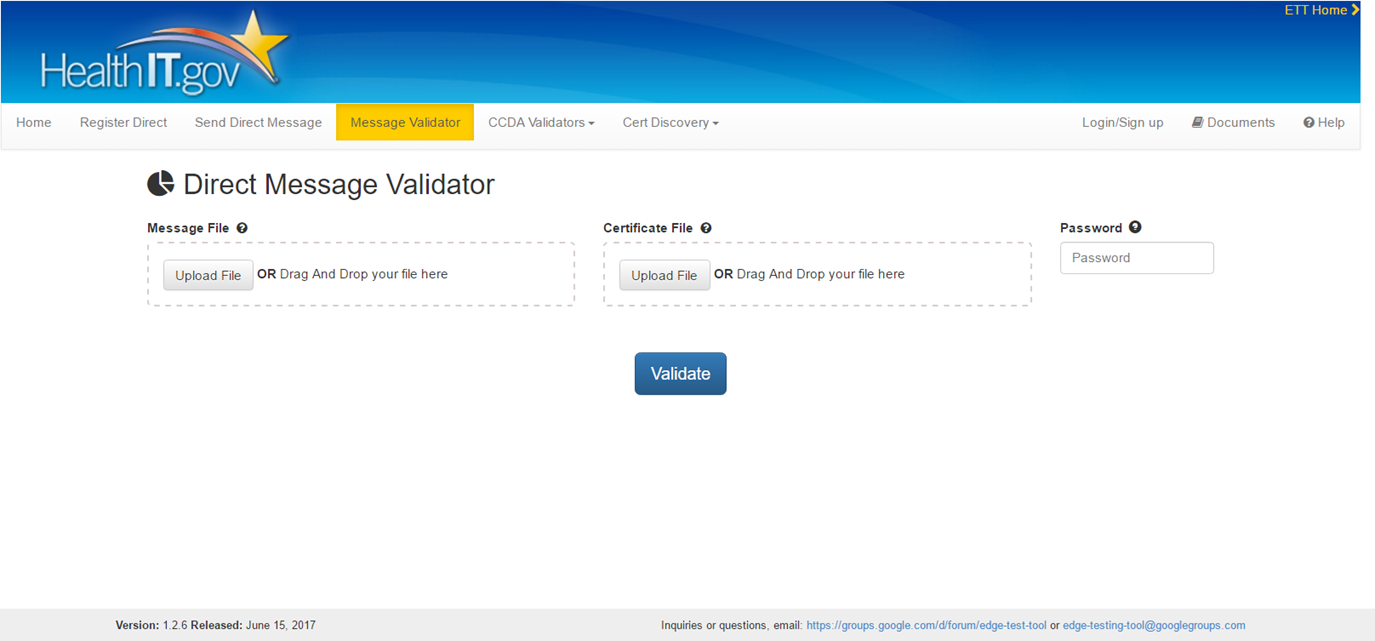 ETT Home
HealthIT.gov
Home Register Direct Send Direct Message Message Validator CCDA Validators Cert Discovery Login/Sign up Documents Help
Direct Message Validator
Message File Certificate File Password
Upload File OR Drag And Drop your file here Upload File OR Drag And Drop your file here Password
Validate
Version: 1.2.6 Released: June 15, 2017 Inquiries or questions, email: https://groups.google.com/d/forum/edge-test-tool or edge-testing-tool@googlegroups.com